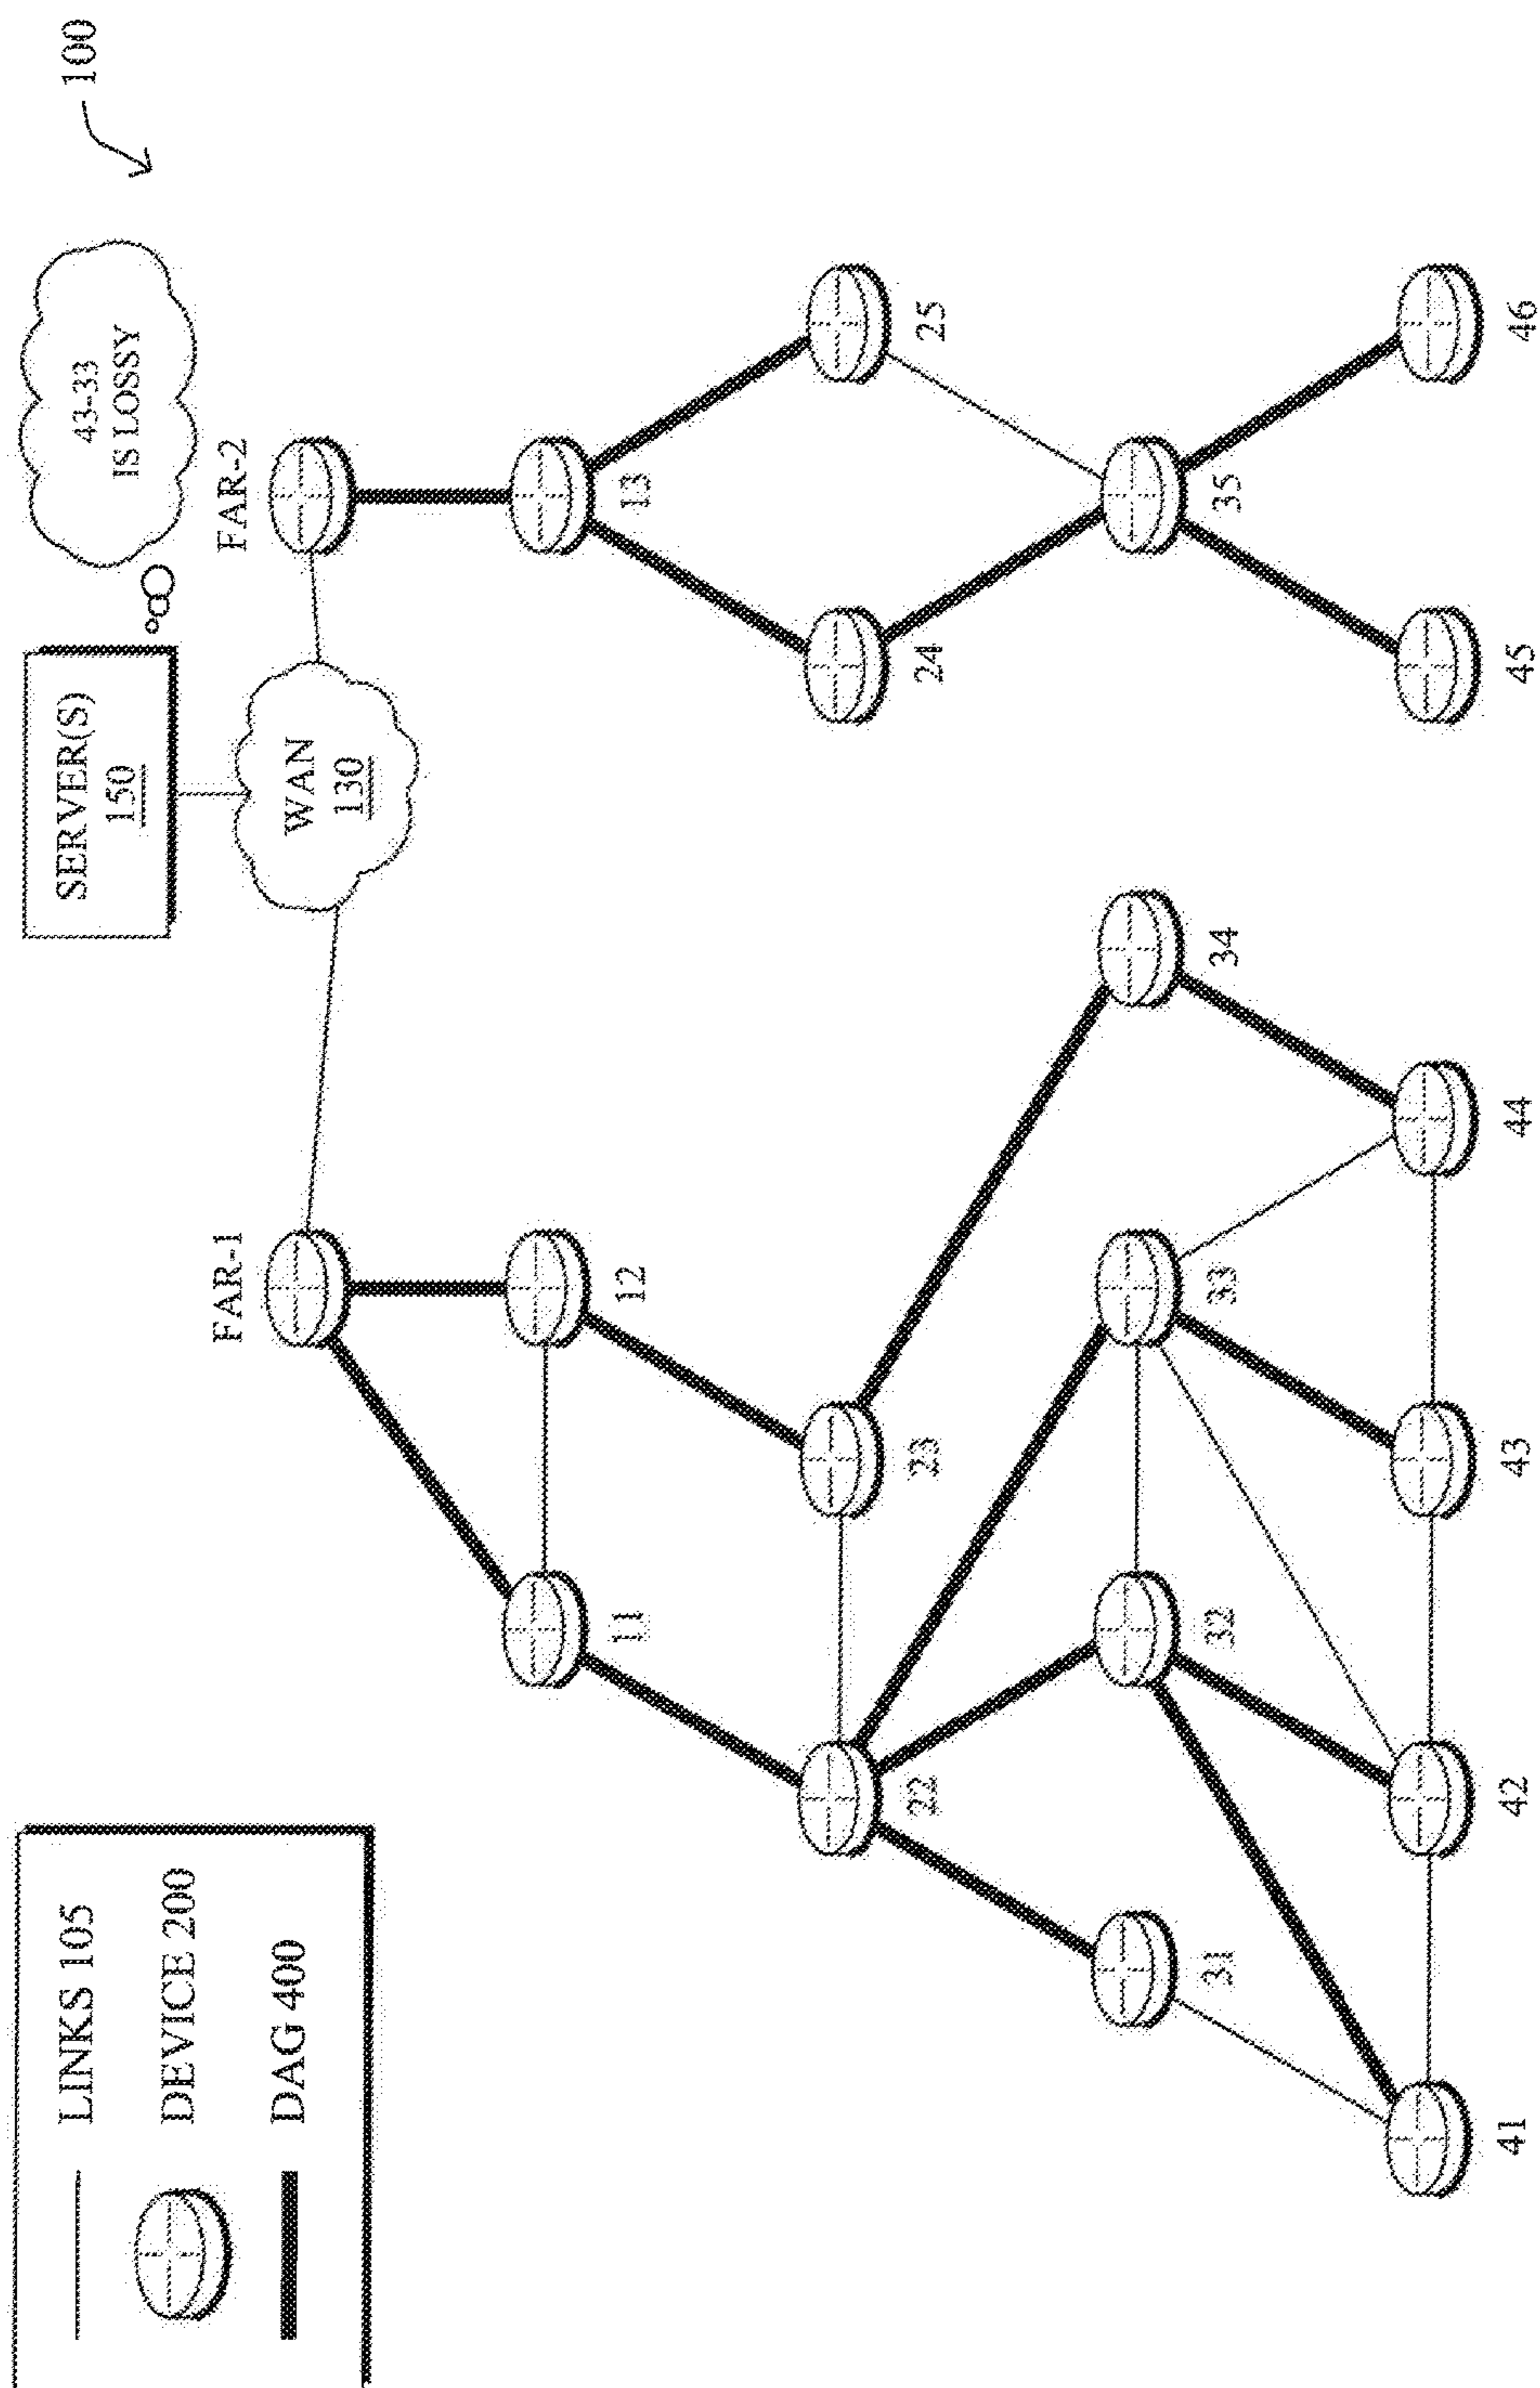 100
LINKS 105
DEVICE 200
DAG 400
SERVER(S)
150
43-33
IS LOSSY
WAN
130
FAR-1
FAR-2
11
12
13
22
23
24
25
31
32
33
34
35
41
42
43
44
45
46